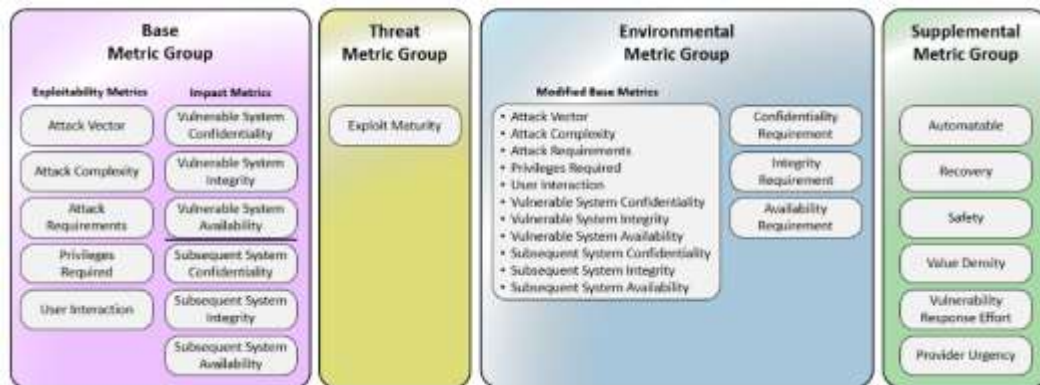 Base
Metric Group
Exploitability Metrics
Attack Vector
Attack Complexity
Attack
Requirements
Privileges
Required
User Interaction
Impact Metrics
Vulnerable System
Confidentiality
Vulnerable System
Integrity
Vulnerable System
Availability
Subsequent System
Confidentiality
Subsequent System
Integrity
Subsequent System
Availability
Threat
Metric Group
Exploit Maturity
Environmental
Metric Group
Modified Base Metrics
• Attack Vector
• Attack Complexity
• Attack Requirements
• Privileges Required
• User Interaction
• Vulnerable System Confidentiality
• Vulnerable System Integrity
• Vulnerable System Availability
• Subsequent System Confidentiality
• Subsequent System Integrity
• Subsequent System Availability
Confidentiality
Requirement
Integrity
Requirement
Availability
Requirement
Supplemental
Metric Group
Automatable
Recovery
Safety
Value Density
Vulnerability
Response Effort
Provider Urgency